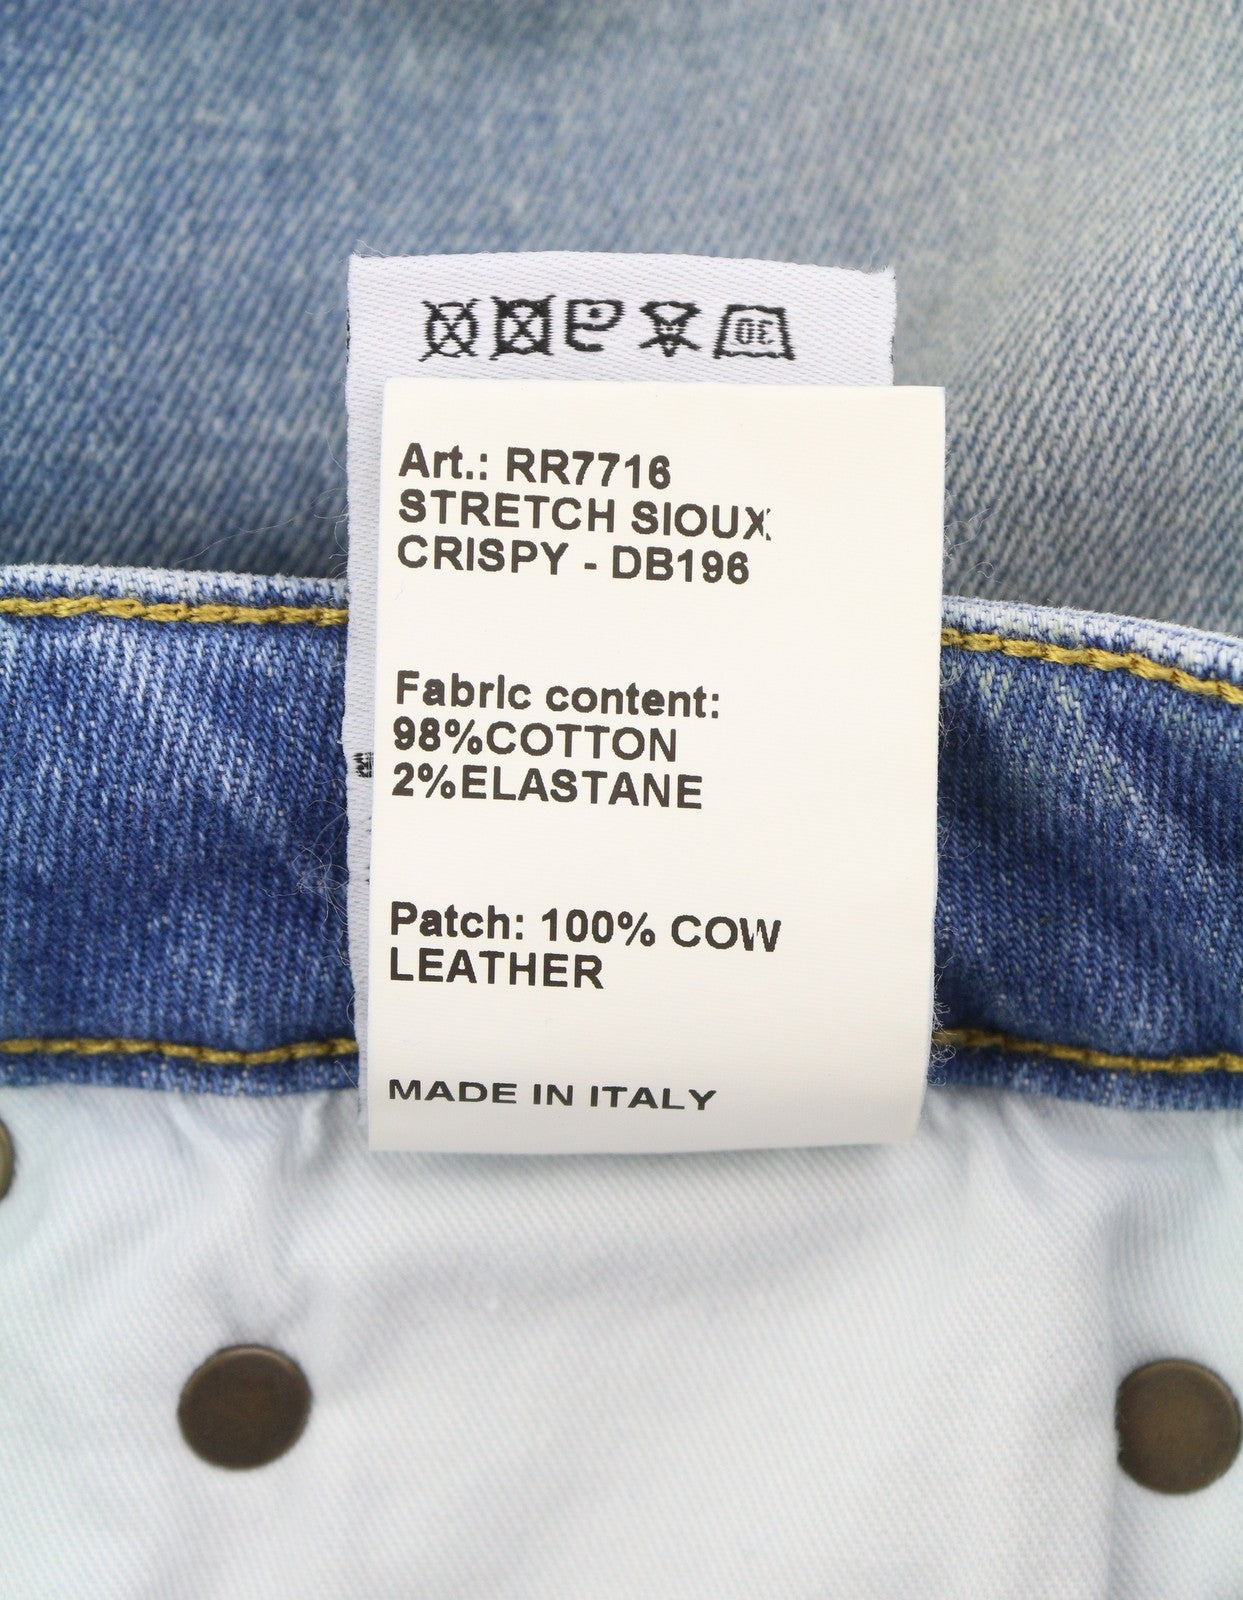 30
Art.: RR7716
STRETCH SIOUX
CRISPY - DB196
Fabric content:
98%COTTON
2%ELASTANE
Patch: 100% COW
LEATHER
MADE IN ITALY